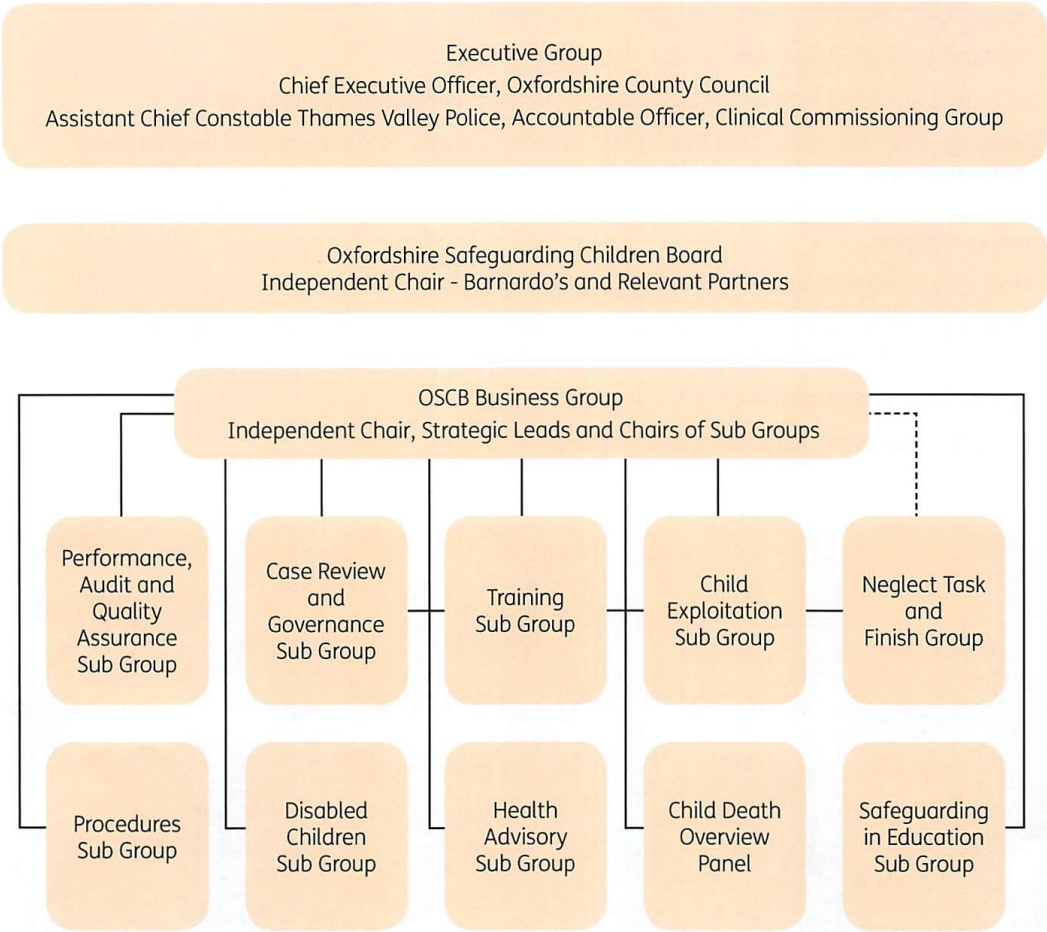 Executive Group
Chief Executive Officer, Oxfordshire County Council
Assistant Chief Constable Thames Valley Police, Accountable Officer, Clinical Commissioning Group
Oxfordshire Safeguarding Children Board
Independent Chair - Barnardo's and Relevant Partners
OSCB Business Group
Independent Chair, Strategic Leads and Chairs of Sub Groups
Performance,
Audit and
Quality
Assurance
Sub Group
Case Review
and
Governance
Sub Group
Training
Sub Group
Child
Exploitation
Sub Group
Neglect Task
and
Finish Group
Procedures
Sub Group
Disabled
Children
Sub Group
Health
Advisory
Sub Group
Child Death
Overview
Panel
Safeguarding
in Education
Sub Group